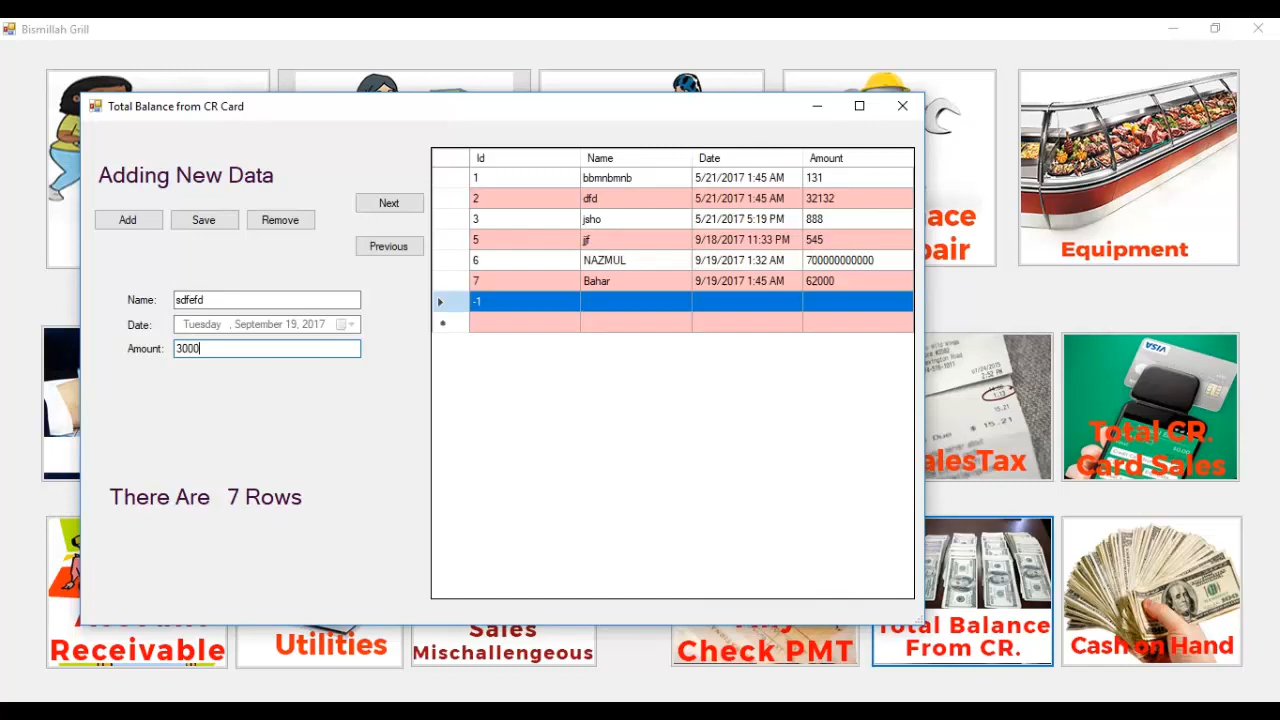 Bismillah Grill
Total Balance from CR Card
Adding New Data
Add Save Remove
Next
Previous
Name: sdfefd
Date: Tuesday , September 19, 2017
Amount: 3000
There Are 7 Rows
Id Name Date Amount
1 bbmnbmnb 5/21/2017 1:45 AM 131
2 dfd 5/21/2017 1:45 AM 32132
3 jsho 5/21/2017 5:19 PM 888
5 jjf 9/18/2017 11:33 PM 545
6 NAZMUL 9/19/2017 1:32 AM 700000000000
7 Bahar 9/19/2017 1:45 AM 62000
-1
Equipment
VISA
Total CR.
Card Sales
alesTax
15.21
$ 15.21
Receivable
Utilities
Sales
Mischallengeous
Check PMT
Total Balance
From CR.
Cash on Hand